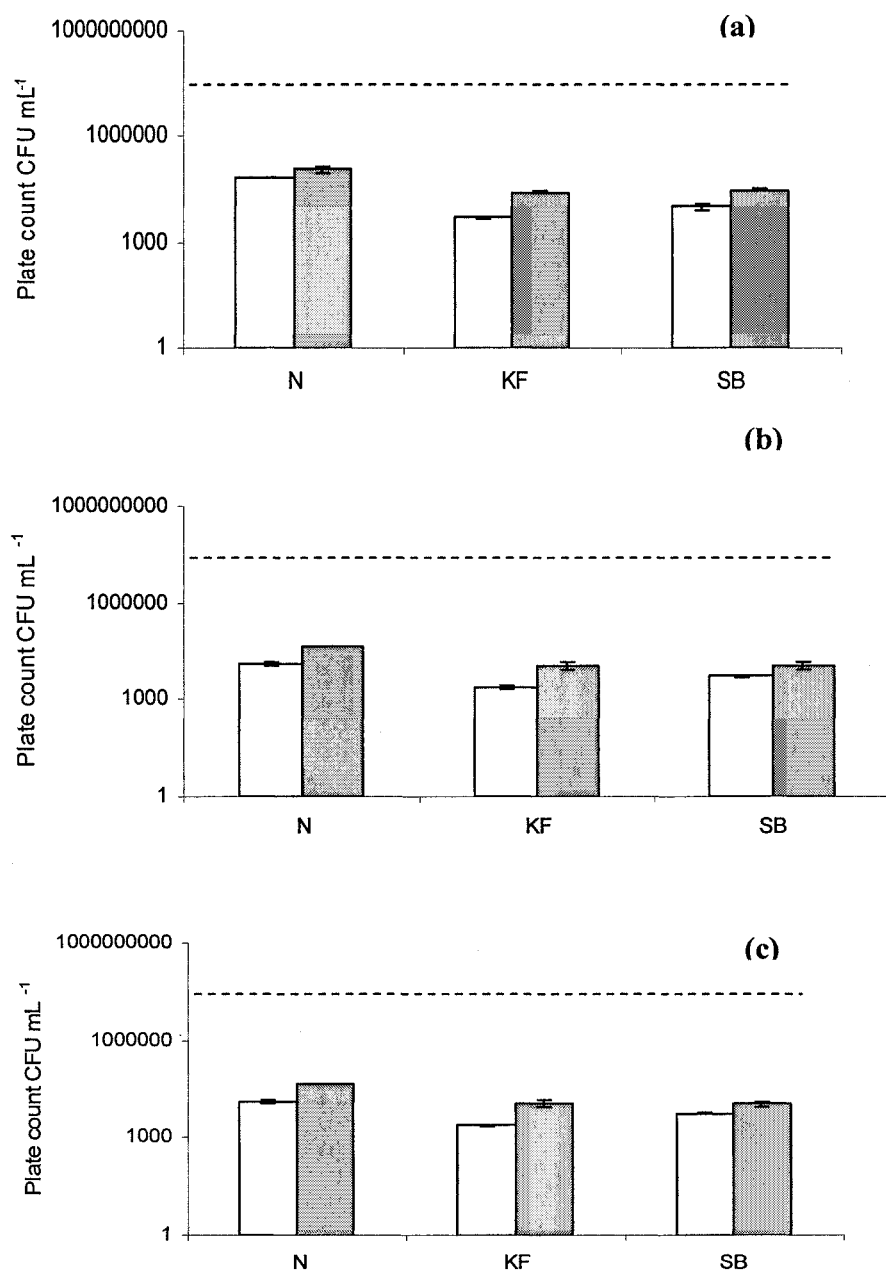 (a)
1000000000
1000000
1000
1
Plate count CFU mL-1
N KF SB
(b)
1000000000
1000000
1000
1
Plate count CFU mL -1
N KF SB
(c)
1000000000
1000000
1000
1
Plate count CFU mL -1
N KF SB